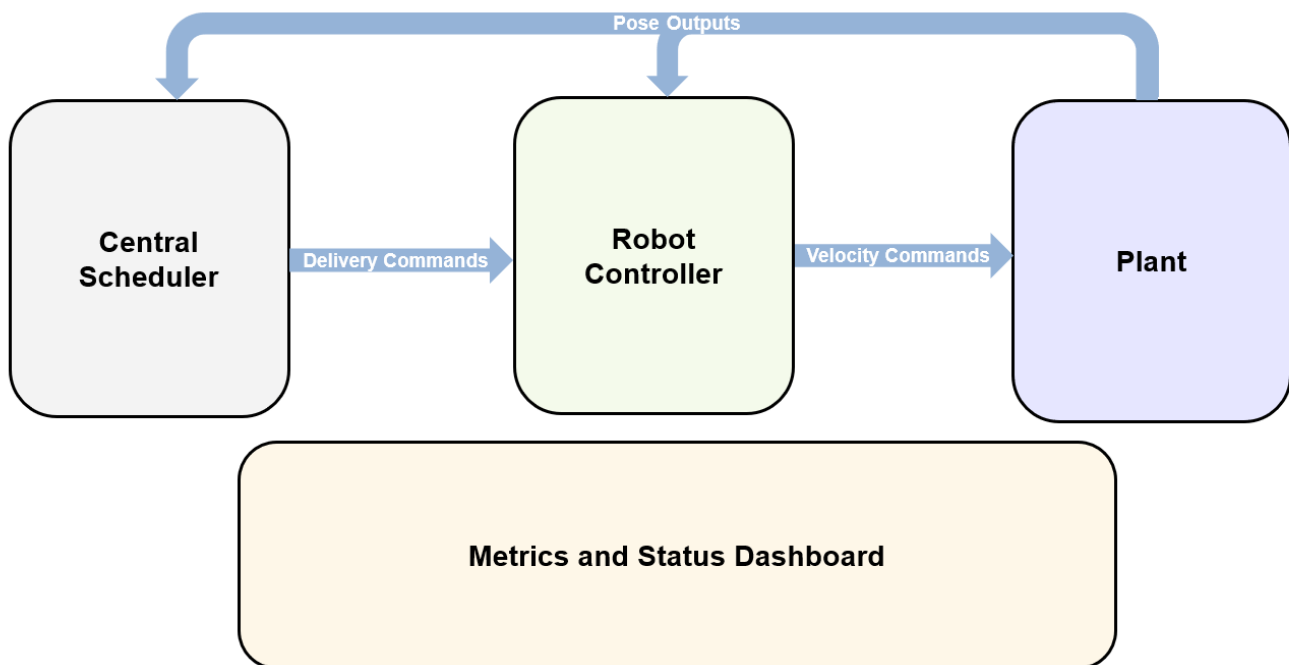 Pose Outputs
Central
Scheduler
Delivery Commands
Robot
Controller
Velocity Commands
Plant
Metrics and Status Dashboard